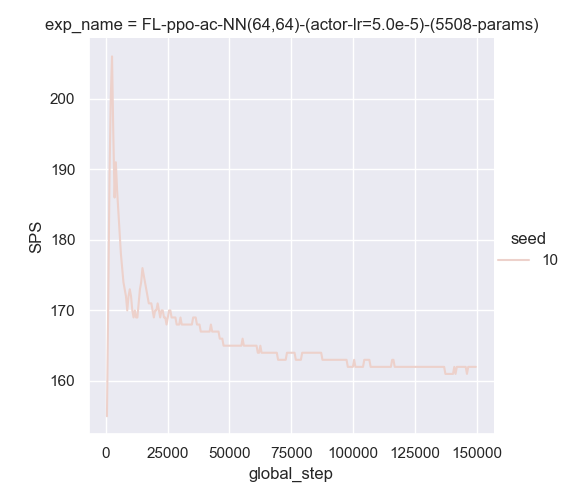 exp_name = FL-ppo-ac-NN(64,64)-(actor-lr=5.0e-5)-(5508-params)
200
190
180
170
160
SPS
seed
10
0 25000 50000 75000 100000 125000 150000
global_step